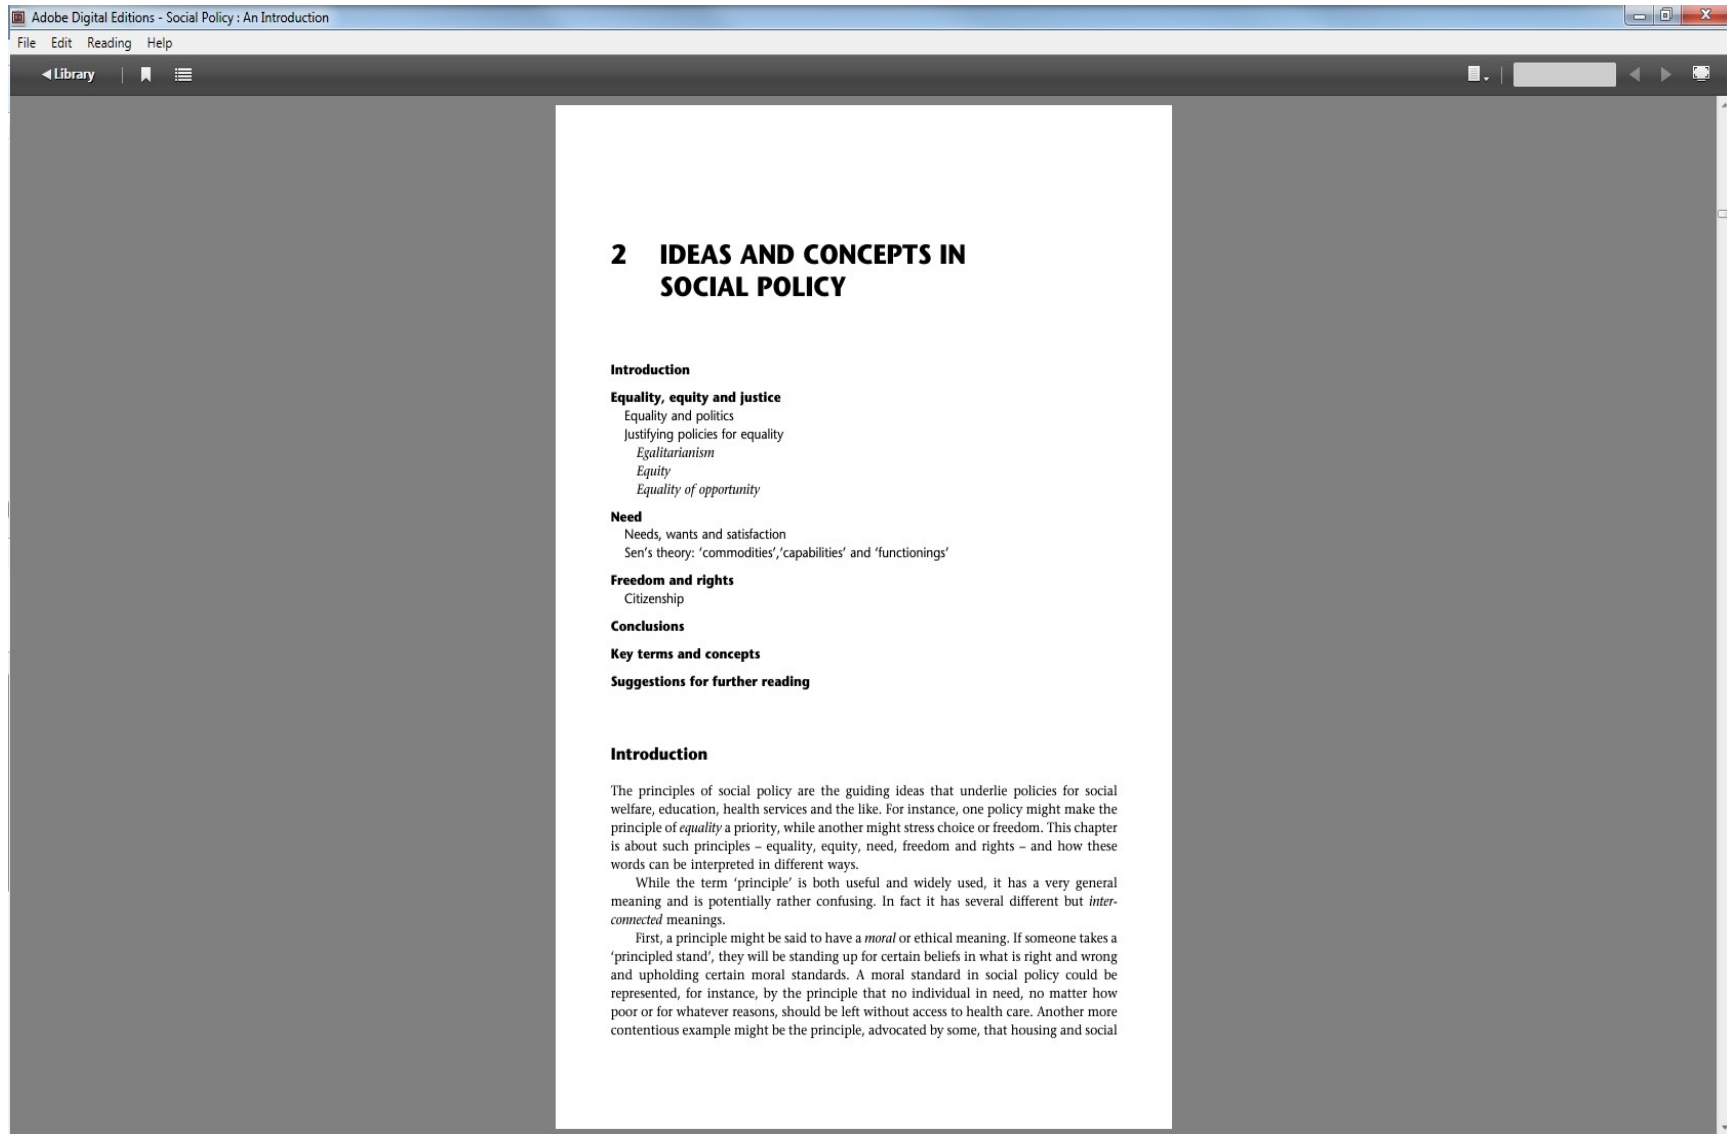 Adobe Digital Editions - Social Policy : An Introduction
File Edit Reading Help
Library
2 IDEAS AND CONCEPTS IN
SOCIAL POLICY
Introduction
Equality, equity and justice
Equality and politics
Justifying policies for equality
Egalitarianism
Equity
Equality of opportunity
Need
Needs, wants and satisfaction
Sen's theory: 'commodities','capabilities' and 'functionings'
Freedom and rights
Citizenship
Conclusions
Key terms and concepts
Suggestions for further reading
Introduction
The principles of social policy are the guiding ideas that underlie policies for social
welfare, education, health services and the like. For instance, one policy might make the
principle of equality a priority, while another might stress choice or freedom. This chapter
is about such principles – equality, equity, need, freedom and rights – and how these
words can be interpreted in different ways.
While the term 'principle' is both useful and widely used, it has a very general
meaning and is potentially rather confusing. In fact it has several different but inter-
connected meanings.
First, a principle might be said to have a moral or ethical meaning. If someone takes a
'principled stand', they will be standing up for certain beliefs in what is right and wrong
and upholding certain moral standards. A moral standard in social policy could be
represented, for instance, by the principle that no individual in need, no matter how
poor or for whatever reasons, should be left without access to health care. Another more
contentious example might be the principle, advocated by some, that housing and social